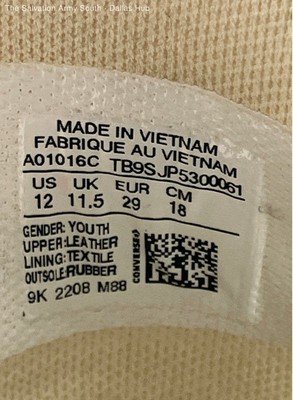 The Salvation Army South - Dallas Hub
MADE IN VIETNAM
FABRIQUE AU VIETNAM
A01016C TB9SJP5300061
US UK EUR CM
12 11.5 29 18
GENDER: YOUTH
UPPER:LEATHER
LINING: TEXTILE
OUTSOLE:RUBBER
CONVERSE®
9K 2208 M88